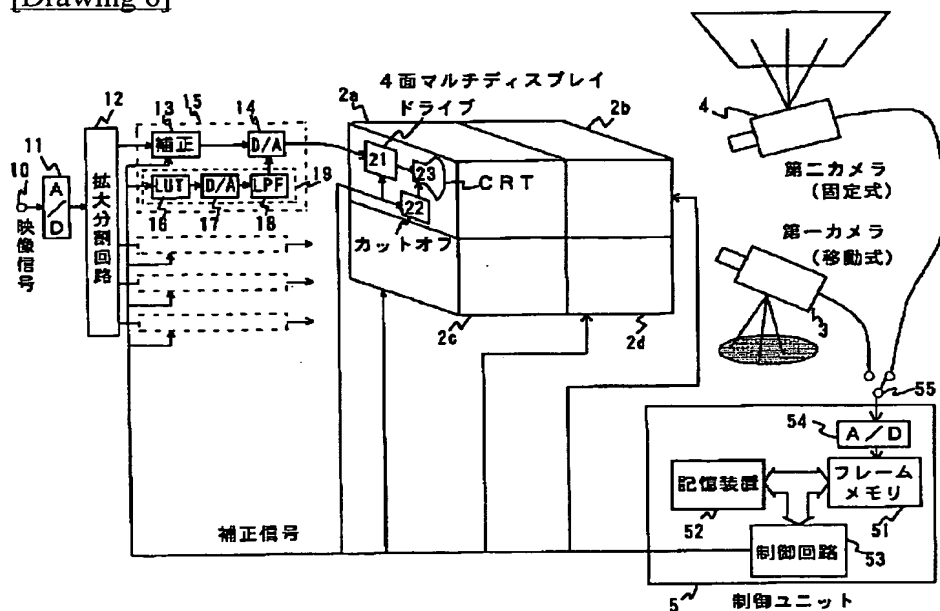 [Drawing 6]
4面マルチディスプレイ
ドライブ
2a
2b
12
13
15
14
11
10
A/D
映像信号
拡大分割回路
補正
D/A
LUT
D/A
LPF
19
16
17
18
21
23
22
CRT
カットオフ
2c
2d
4
第二カメラ
(固定式)
第一カメラ
(移動式)
3
55
54
A/D
記憶装置
52
フレーム
メモリ
51
制御回路
53
補正信号
5
制御ユニット